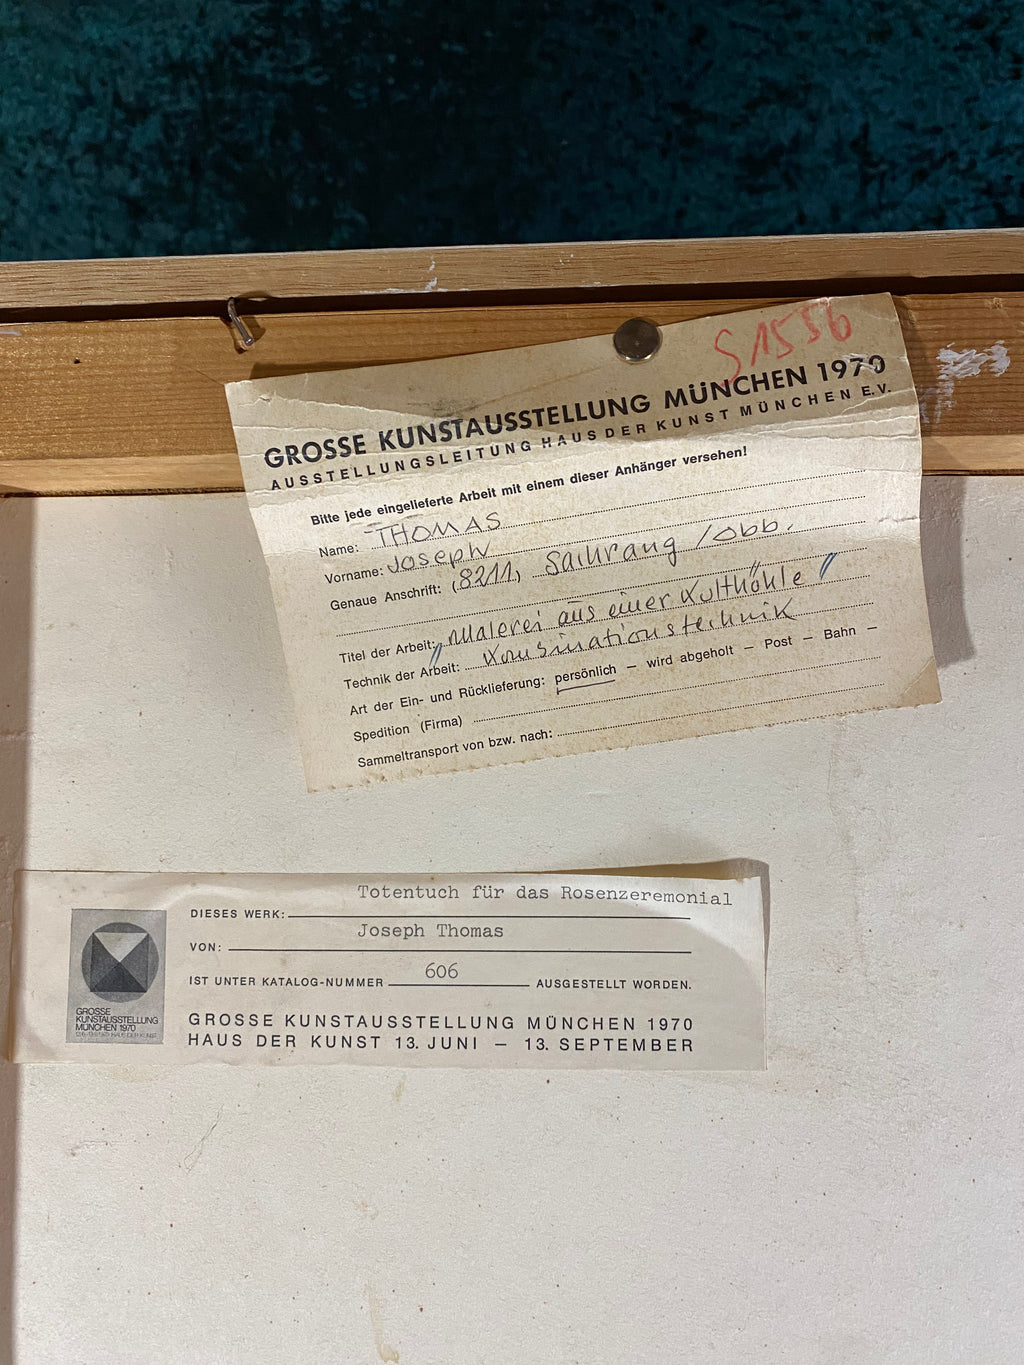 S 1556
GROSSE KUNSTAUSSTELLUNG MÜNCHEN 1970
AUSSTELLUNGSLEITUNG HAUS DER KUNST MÜNCHEN E.V.
Bitte jede eingelieferte Arbeit mit einem dieser Anhänger versehen!
Name: THOMAS
Vorname: Joseph
Genaue Anschrift: (8211) Sachrang /Obb.
Titel der Arbeit: "Malerei aus einer Kulthöhle"
Technik der Arbeit: Kombinationstechnik
Art der Ein- und Rücklieferung: persönlich – wird abgeholt – Post – Bahn –
Spedition (Firma)
Sammeltransport von bzw. nach:
Totentuch für das Rosenzeremonial
DIESES WERK:
Joseph Thomas
VON:
606
IST UNTER KATALOG-NUMMER AUSGESTELLT WORDEN.
GROSSE
KUNSTAUSSTELLUNG
MÜNCHEN 1970
GROSSE KUNSTAUSSTELLUNG MÜNCHEN 1970
HAUS DER KUNST 13. JUNI – 13. SEPTEMBER